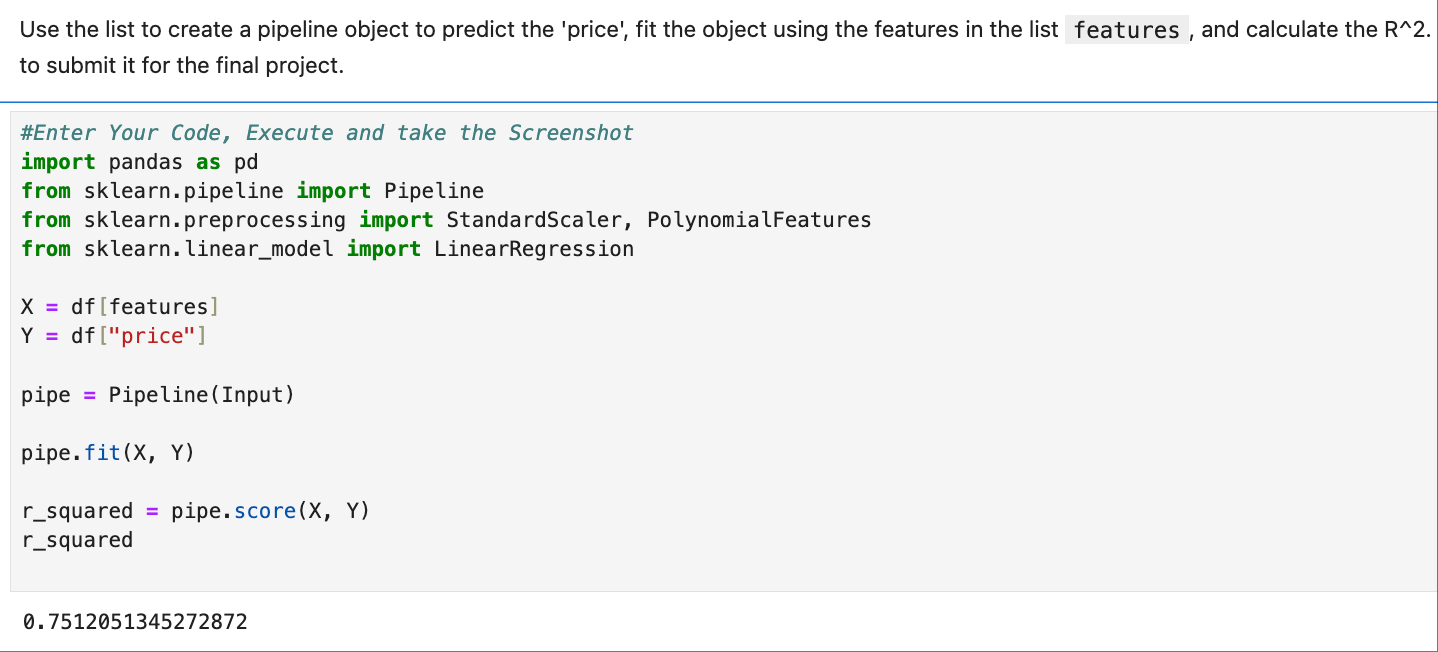 Use the list to create a pipeline object to predict the 'price', fit the object using the features in the list features , and calculate the R^2.
to submit it for the final project.
#Enter Your Code, Execute and take the Screenshot
import pandas as pd
from sklearn.pipeline import Pipeline
from sklearn.preprocessing import StandardScaler, PolynomialFeatures
from sklearn.linear_model import LinearRegression
X = df[features]
Y = df["price"]
pipe = Pipeline(Input)
pipe.fit(X, Y)
r_squared = pipe.score(X, Y)
r_squared
0.7512051345272872